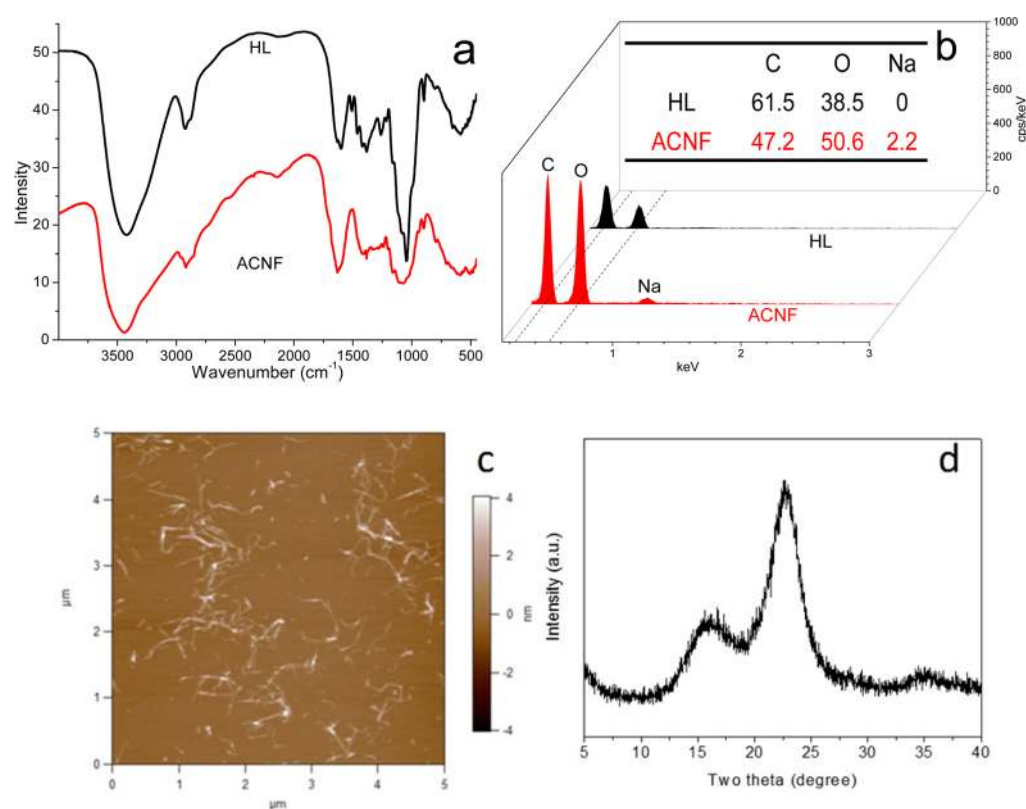 a
HL
ACNF
50
40
30
20
10
0
Intensity
3500 3000 2500 2000 1500 1000 500
Wavenumber (cm-1)
b
C O Na
HL 61.5 38.5 0
ACNF 47.2 50.6 2.2
1000
800
600
400
200
0
cps/keV
C O
Na
HL
ACNF
1 2 3
keV
c
5
4
3
2
1
0
µm
0 1 2 3 4 5
µm
4
2
0
-2
-4
nm
d
Intensity (a.u.)
5 10 15 20 25 30 35 40
Two theta (degree)